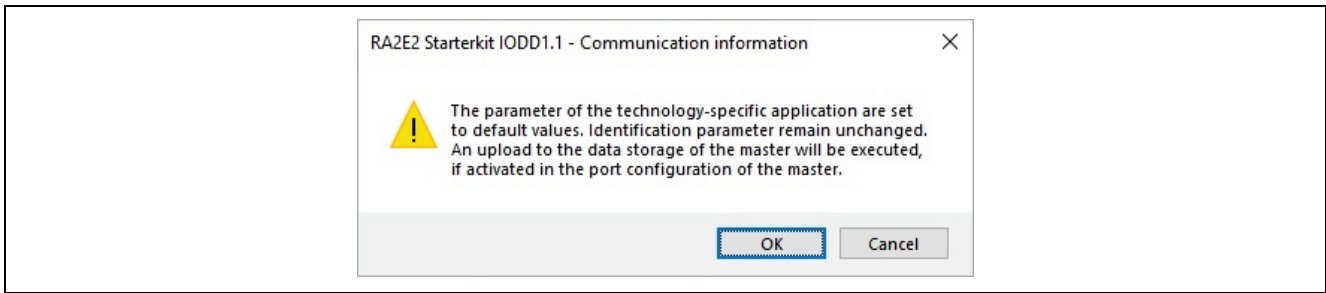 RA2E2 Starterkit IODD1.1 - Communication information
The parameter of the technology-specific application are set
to default values. Identification parameter remain unchanged.
An upload to the data storage of the master will be executed,
if activated in the port configuration of the master.
OK Cancel